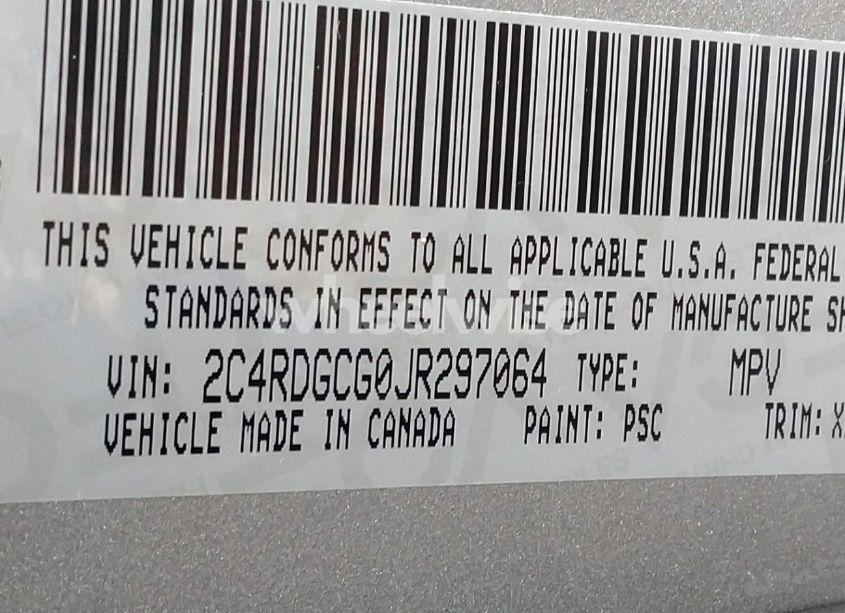 THIS VEHICLE CONFORMS TO ALL APPLICABLE U.S.A. FEDERAL
STANDARDS IN EFFECT ON THE DATE OF MANUFACTURE
VIN: 2C4RDGCG0JR297064 TYPE: MPV
VEHICLE MADE IN CANADA PAINT: PSC TRIM: